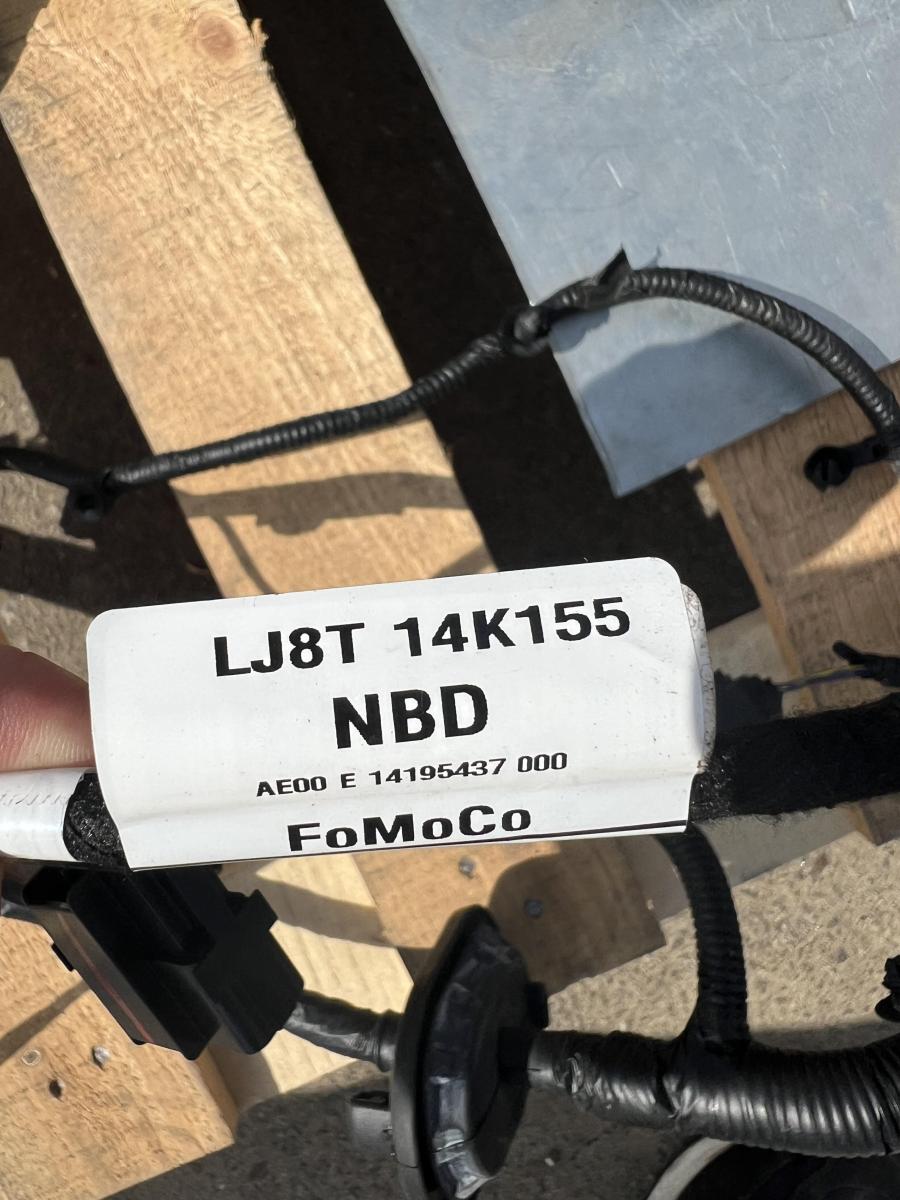 LJ8T 14K155
NBD
AE00 E 14195437 000
FoMoCo